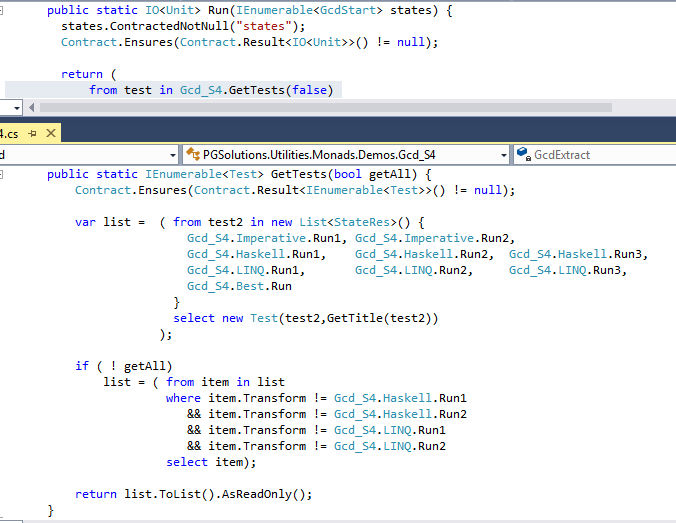 public static IO<Unit> Run(IEnumerable<GcdStart> states) {
states.ContractedNotNull("states");
Contract.Ensures(Contract.Result<IO<Unit>>() != null);
return (
from test in Gcd_S4.GetTests(false)
4.cs
d PGSolutions.Utilities.Monads.Demos.Gcd_S4 GcdExtract
public static IEnumerable<Test> GetTests(bool getAll) {
Contract.Ensures(Contract.Result<IEnumerable<Test>>() != null);
var list = ( from test2 in new List<StateRes>() {
Gcd_S4.Imperative.Run1, Gcd_S4.Imperative.Run2,
Gcd_S4.Haskell.Run1, Gcd_S4.Haskell.Run2, Gcd_S4.Haskell.Run3,
Gcd_S4.LINQ.Run1, Gcd_S4.LINQ.Run2, Gcd_S4.LINQ.Run3,
Gcd_S4.Best.Run
}
select new Test(test2,GetTitle(test2))
);
if ( ! getAll)
list = ( from item in list
where item.Transform != Gcd_S4.Haskell.Run1
&& item.Transform != Gcd_S4.Haskell.Run2
&& item.Transform != Gcd_S4.LINQ.Run1
&& item.Transform != Gcd_S4.LINQ.Run2
select item);
return list.ToList().AsReadOnly();
}